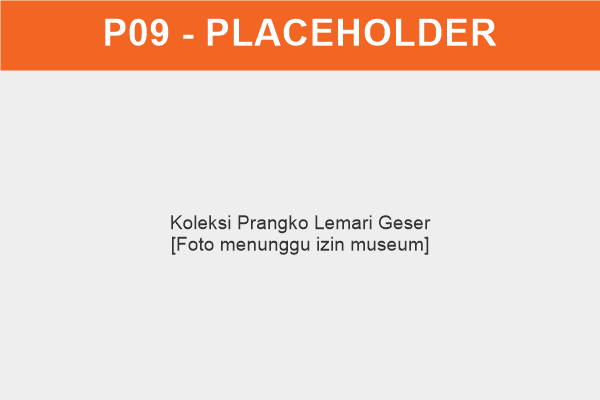 P09 - PLACEHOLDER
Koleksi Prangko Lemari Geser
[Foto menunggu izin museum]